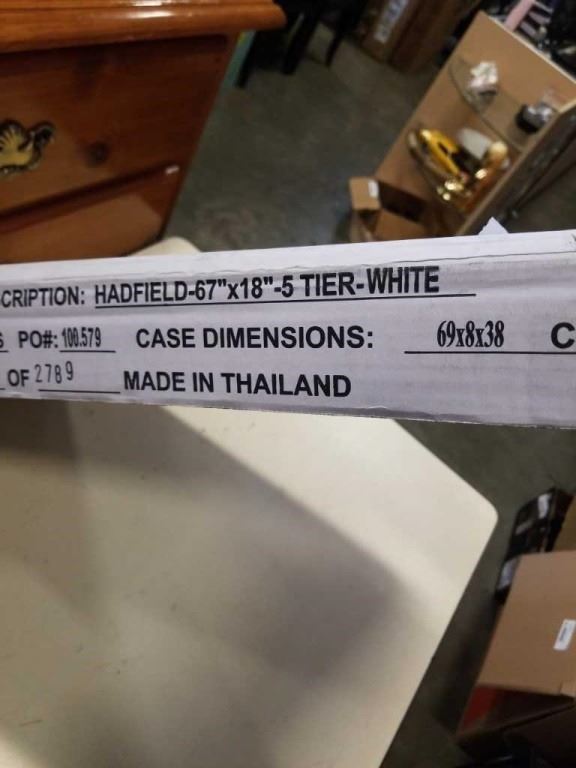 CRIPTION: HADFIELD-67"x18"-5 TIER-WHITE
S PO#: 100.579 CASE DIMENSIONS: 69x8x38 C
OF 2789 MADE IN THAILAND